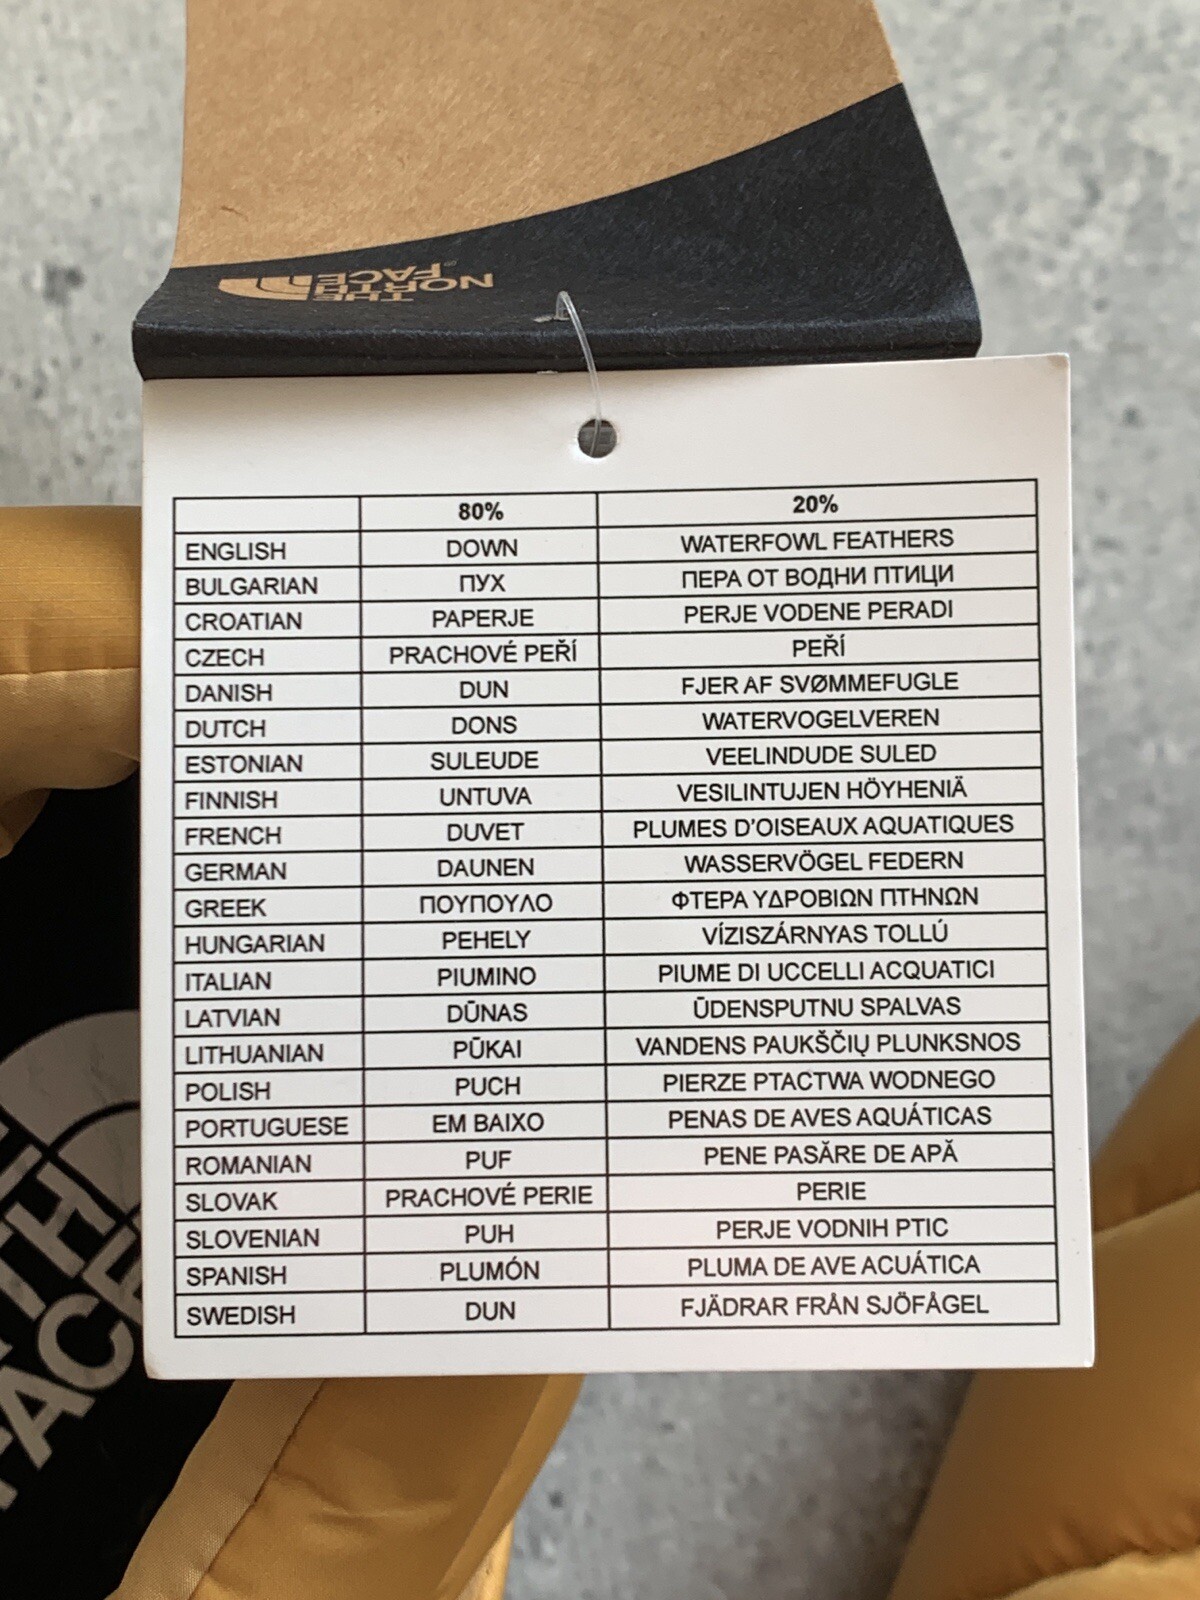 THE
NORTH
FACE
80% 20%
ENGLISH DOWN WATERFOWL FEATHERS
BULGARIAN ПУХ ПЕРА ОТ ВОДНИ ПТИЦИ
CROATIAN PAPERJE PERJE VODENE PERADI
CZECH PRACHOVÉ PEŘÍ PEŘÍ
DANISH DUN FJER AF SVØMMEFUGLE
DUTCH DONS WATERVOGELVEREN
ESTONIAN SULEUDE VEELINDUDE SULED
FINNISH UNTUVA VESILINTUJEN HÖYHENIÄ
FRENCH DUVET PLUMES D'OISEAUX AQUATIQUES
GERMAN DAUNEN WASSERVÖGEL FEDERN
GREEK ΠΟΥΠΟΥΛΟ ΦΤΕΡΑ ΥΔΡΟΒΙΩΝ ΠΤΗΝΩΝ
HUNGARIAN PEHELY VÍZISZÁRNYAS TOLLÚ
ITALIAN PIUMINO PIUME DI UCCELLI ACQUATICI
LATVIAN DŪNAS ŪDENSPUTNU SPALVAS
LITHUANIAN PŪKAI VANDENS PAUKŠČIŲ PLUNKSNOS
POLISH PUCH PIERZE PTACTWA WODNEGO
PORTUGUESE EM BAIXO PENAS DE AVES AQUÁTICAS
ROMANIAN PUF PENE PASĂRE DE APĂ
SLOVAK PRACHOVÉ PERIE PERIE
SLOVENIAN PUH PERJE VODNIH PTIC
SPANISH PLUMÓN PLUMA DE AVE ACUÁTICA
SWEDISH DUN FJÄDRAR FRÅN SJÖFÅGEL
TH
FACE